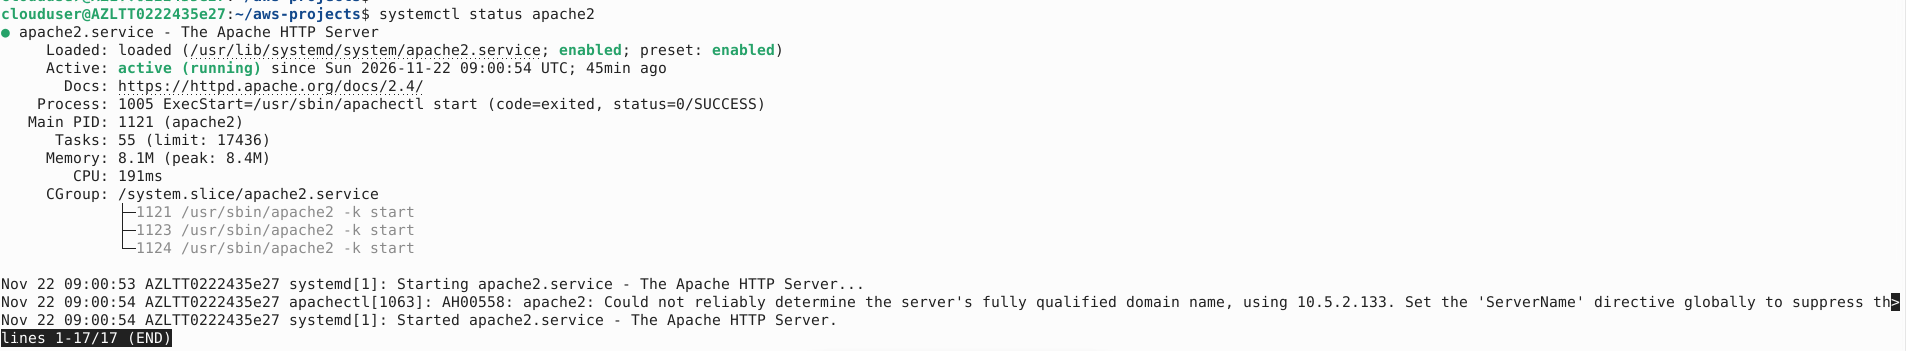 clouduser@AZLTT0222435e27:~/aws-projects$
clouduser@AZLTT0222435e27:~/aws-projects$ systemctl status apache2
● apache2.service - The Apache HTTP Server
     Loaded: loaded (/usr/lib/systemd/system/apache2.service; enabled; preset: enabled)
     Active: active (running) since Sun 2026-11-22 09:00:54 UTC; 45min ago
       Docs: https://httpd.apache.org/docs/2.4/
    Process: 1005 ExecStart=/usr/sbin/apachectl start (code=exited, status=0/SUCCESS)
   Main PID: 1121 (apache2)
      Tasks: 55 (limit: 17436)
     Memory: 8.1M (peak: 8.4M)
        CPU: 191ms
     CGroup: /system.slice/apache2.service
             ├─1121 /usr/sbin/apache2 -k start
             ├─1123 /usr/sbin/apache2 -k start
             └─1124 /usr/sbin/apache2 -k start

Nov 22 09:00:53 AZLTT0222435e27 systemd[1]: Starting apache2.service - The Apache HTTP Server...
Nov 22 09:00:54 AZLTT0222435e27 apachectl[1063]: AH00558: apache2: Could not reliably determine the server's fully qualified domain name, using 10.5.2.133. Set the 'ServerName' directive globally to suppress th>
Nov 22 09:00:54 AZLTT0222435e27 systemd[1]: Started apache2.service - The Apache HTTP Server.
lines 1-17/17 (END)